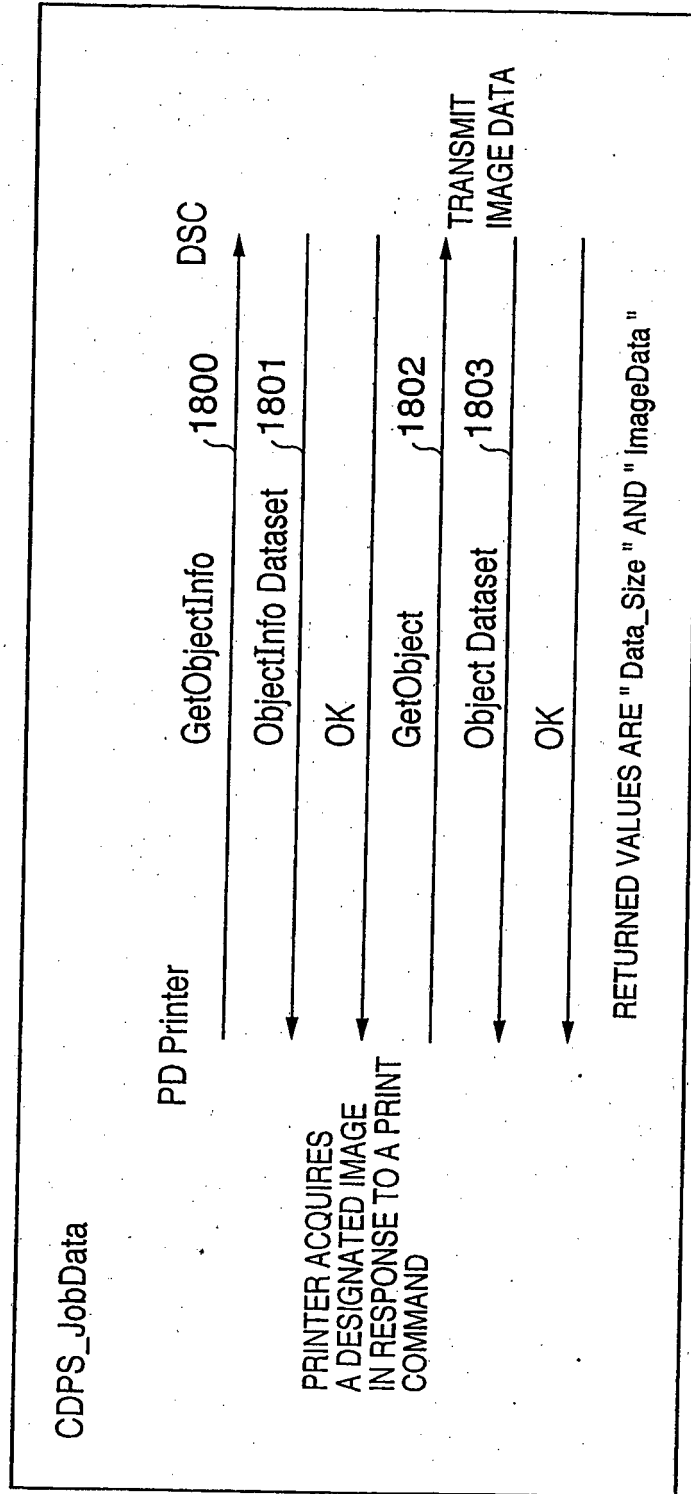 CDPS_JobData
PD Printer
DSC
GetObjectInfo
1800
ObjectInfo Dataset
1801
OK
PRINTER ACQUIRES
A DESIGNATED IMAGE
IN RESPONSE TO A PRINT
COMMAND
GetObject
1802
TRANSMIT
IMAGE DATA
Object Dataset
1803
OK
RETURNED VALUES ARE " Data_Size " AND " ImageData "